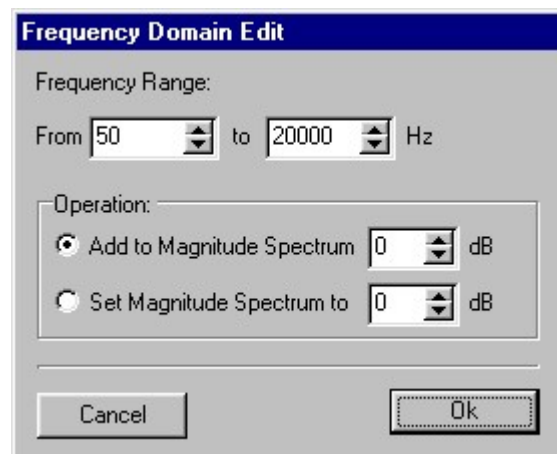 Frequency Domain Edit
Frequency Range:
From 50 to 20000 Hz
Operation:
Add to Magnitude Spectrum 0 dB
Set Magnitude Spectrum to 0 dB
Cancel Ok